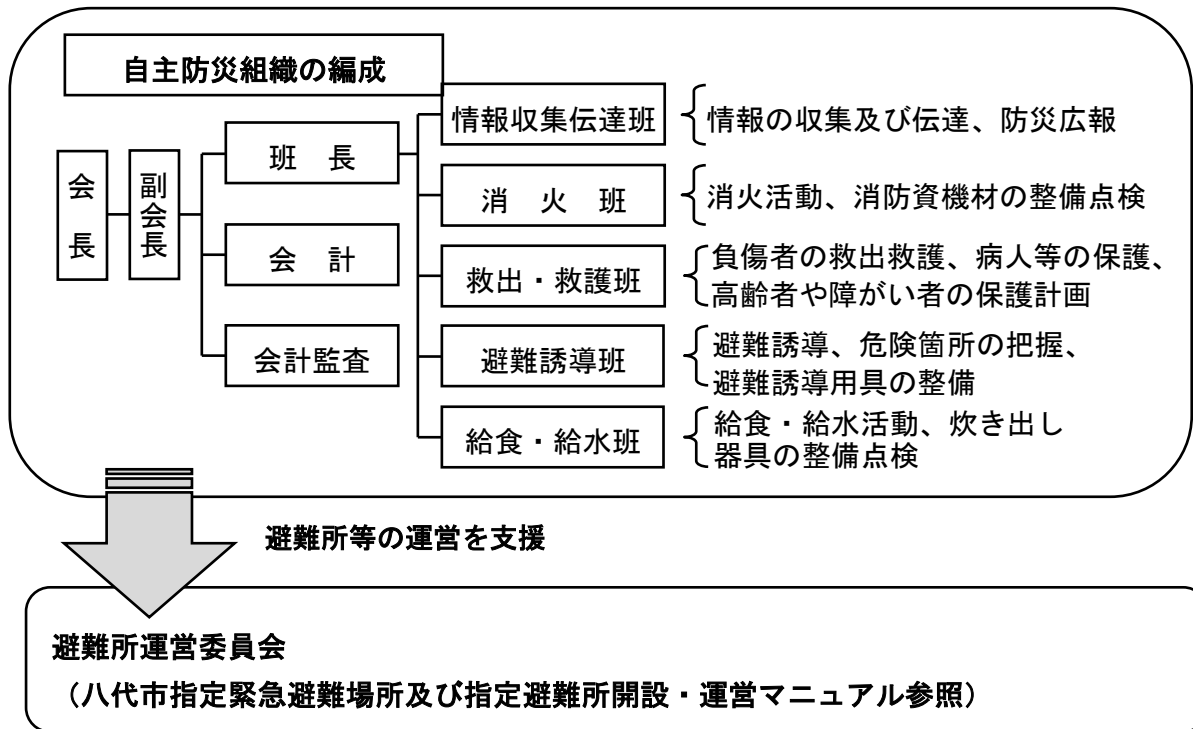 自主防災組織の編成
会長
副会長
班　長
会　計
会計監査
情報収集伝達班
情報の収集及び伝達、防災広報
消　火　班
消火活動、消防資機材の整備点検
救出・救護班
負傷者の救出救護、病人等の保護、
高齢者や障がい者の保護計画
避難誘導班
避難誘導、危険箇所の把握、
避難誘導用具の整備
給食・給水班
給食・給水活動、炊き出し
器具の整備点検
避難所等の運営を支援
避難所運営委員会
（八代市指定緊急避難場所及び指定避難所開設・運営マニュアル参照）